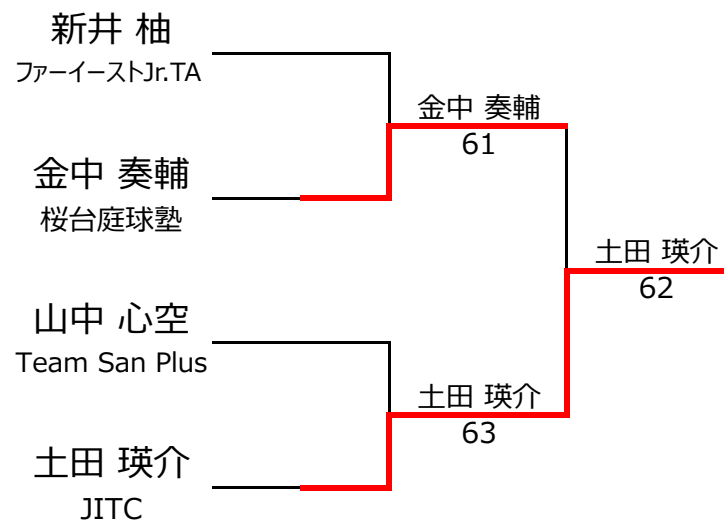 新井 柚
ファーイーストJr.TA
金中 奏輔
61
金中 奏輔
桜台庭球塾
土田 瑛介
62
山中 心空
Team San Plus
土田 瑛介
63
土田 瑛介
JITC